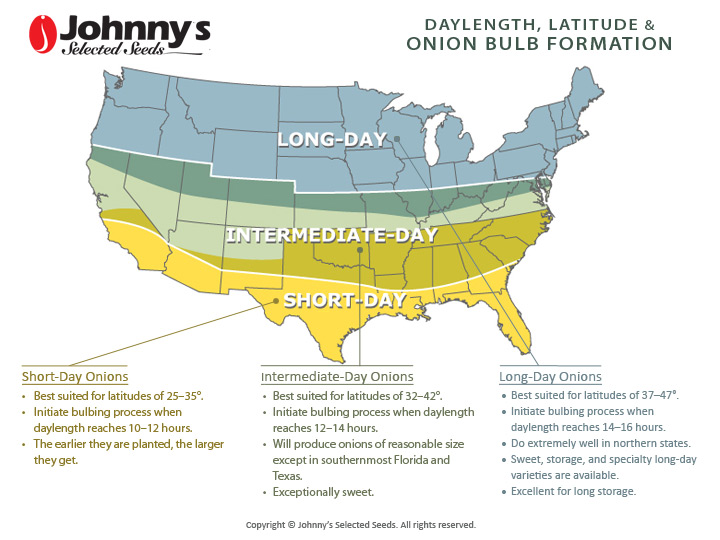 Johnny's
Selected Seeds
DAYLENGTH, LATITUDE &
ONION BULB FORMATION
LONG-DAY
INTERMEDIATE-DAY
SHORT-DAY
Short-Day Onions
• Best suited for latitudes of 25–35°.
• Initiate bulbing process when
daylength reaches 10–12 hours.
• The earlier they are planted, the larger
they get.
Intermediate-Day Onions
• Best suited for latitudes of 32–42°.
• Initiate bulbing process when daylength
reaches 12–14 hours.
• Will produce onions of reasonable size
except in southernmost Florida and
Texas.
• Exceptionally sweet.
Long-Day Onions
• Best suited for latitudes of 37–47°.
• Initiate bulbing process when
daylength reaches 14–16 hours.
• Do extremely well in northern states.
• Sweet, storage, and specialty long-day
varieties are available.
• Excellent for long storage.
Copyright © Johnny's Selected Seeds. All rights reserved.